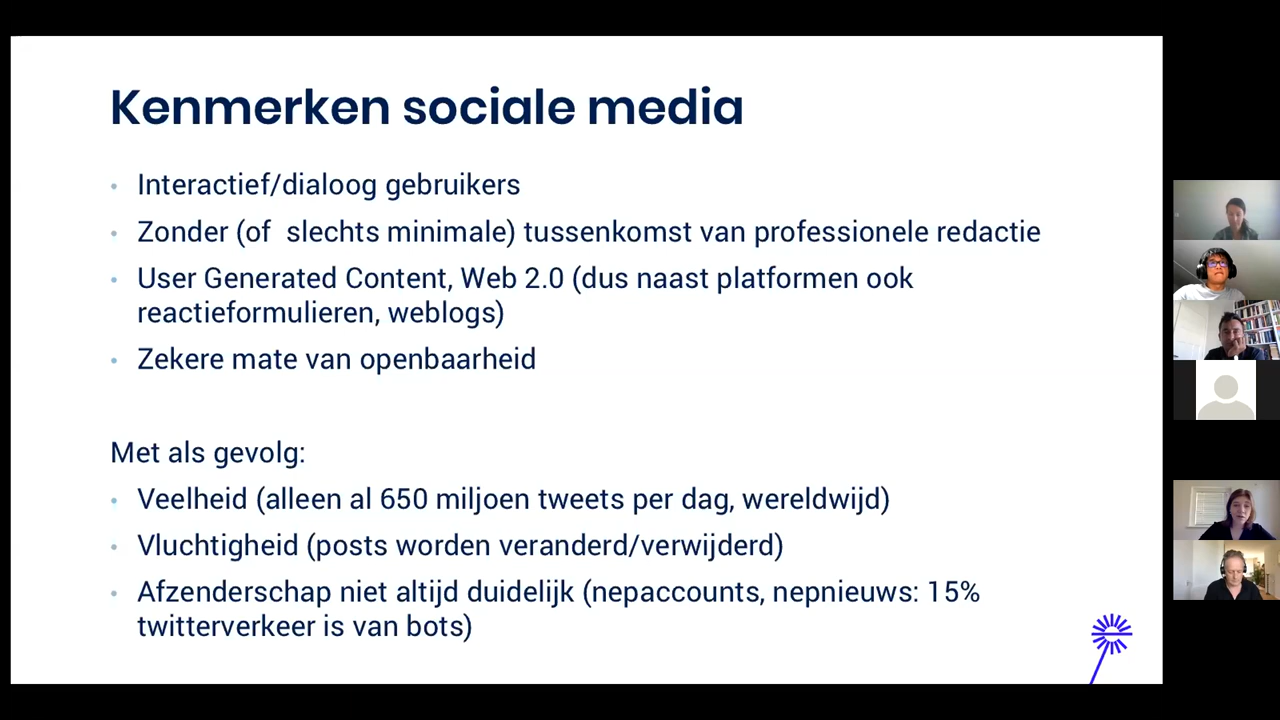 Kenmerken sociale media
• Interactief/dialoog gebruikers
• Zonder (of slechts minimale) tussenkomst van professionele redactie
• User Generated Content, Web 2.0 (dus naast platformen ook
reactieformulieren, weblogs)
• Zekere mate van openbaarheid
Met als gevolg:
• Veelheid (alleen al 650 miljoen tweets per dag, wereldwijd)
• Vluchtigheid (posts worden veranderd/verwijderd)
• Afzenderschap niet altijd duidelijk (nepaccounts, nepnieuws: 15%
twitterverkeer is van bots)